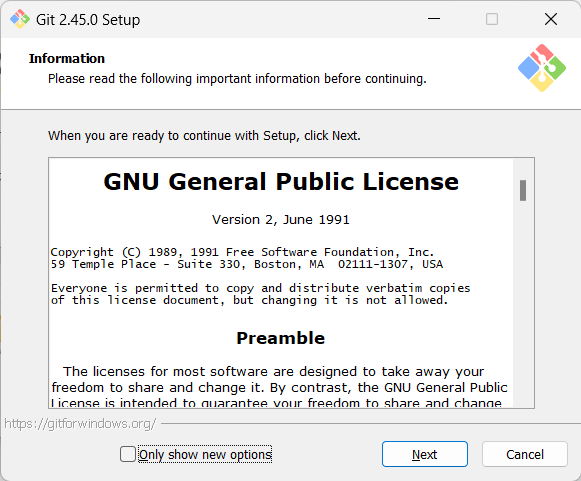 Git 2.45.0 Setup
Information
Please read the following important information before continuing.
When you are ready to continue with Setup, click Next.
GNU General Public License
Version 2, June 1991
Copyright (C) 1989, 1991 Free Software Foundation, Inc.
59 Temple Place - Suite 330, Boston, MA  02111-1307, USA
Everyone is permitted to copy and distribute verbatim copies
of this license document, but changing it is not allowed.
Preamble
The licenses for most software are designed to take away your
freedom to share and change it. By contrast, the GNU General Public
License is intended to guarantee your freedom to share and change
https://gitforwindows.org/
Only show new options
Next
Cancel